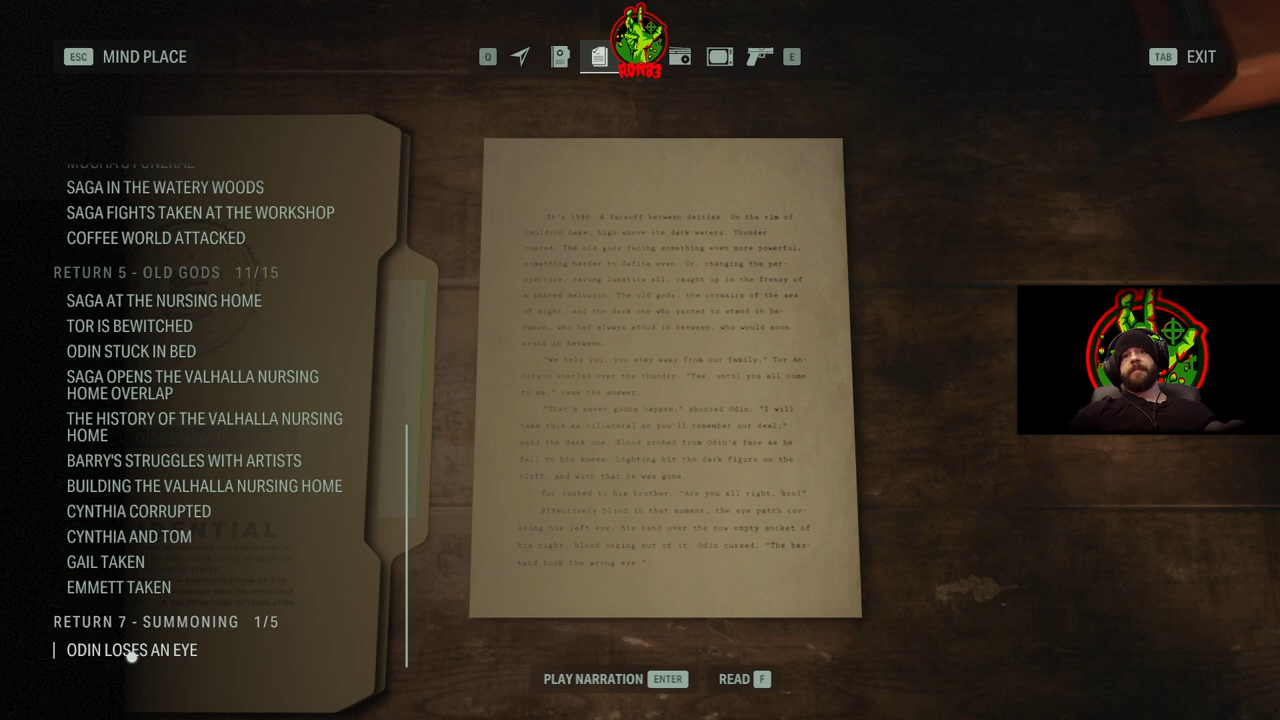 ESC MIND PLACE
Q E
TAB EXIT
RON83
MOCHA'S FUNERAL
SAGA IN THE WATERY WOODS
SAGA FIGHTS TAKEN AT THE WORKSHOP
COFFEE WORLD ATTACKED
RETURN 5 - OLD GODS 11/15
SAGA AT THE NURSING HOME
TOR IS BEWITCHED
ODIN STUCK IN BED
SAGA OPENS THE VALHALLA NURSING
HOME OVERLAP
THE HISTORY OF THE VALHALLA NURSING
HOME
BARRY'S STRUGGLES WITH ARTISTS
BUILDING THE VALHALLA NURSING HOME
CYNTHIA CORRUPTED
CYNTHIA AND TOM
GAIL TAKEN
EMMETT TAKEN
RETURN 7 - SUMMONING 1/5
ODIN LOSES AN EYE
It's 1988. A faceoff between deities. On the rim of
Cauldron Lake, high above its dark waters. Thunder
roared. The old gods facing something even more powerful,
something harder to define even. Or, changing the per-
spective, raving lunatics all, caught up in the frenzy of
a shared delusion. The old gods, the corsairs of the sea
of night, and the dark one who yarned to stand in be-
tween, who had always stood in between, who would soon
stand in between.
"We help you, you stay away from our family." Tor An-
derson snarled over the thunder. "Yes, until you all come
to me," came the answer.
"That's never gonna happen," shouted Odin. "I will
take this as collateral so you'll remember our deal,"
said the dark one. Blood arched from Odin's face as he
fell to his knees. Lighting hit the dark figure on the
cliff, and with that he was gone.
Tor rushed to his brother. "Are you all right, bro?"
Effectively blind in that moment, the eye patch cov-
ering his left eye, his hand over the now empty socket of
his right, blood oozing out of it, Odin cursed. "The bas-
tard took the wrong eye."
PLAY NARRATION ENTER READ F